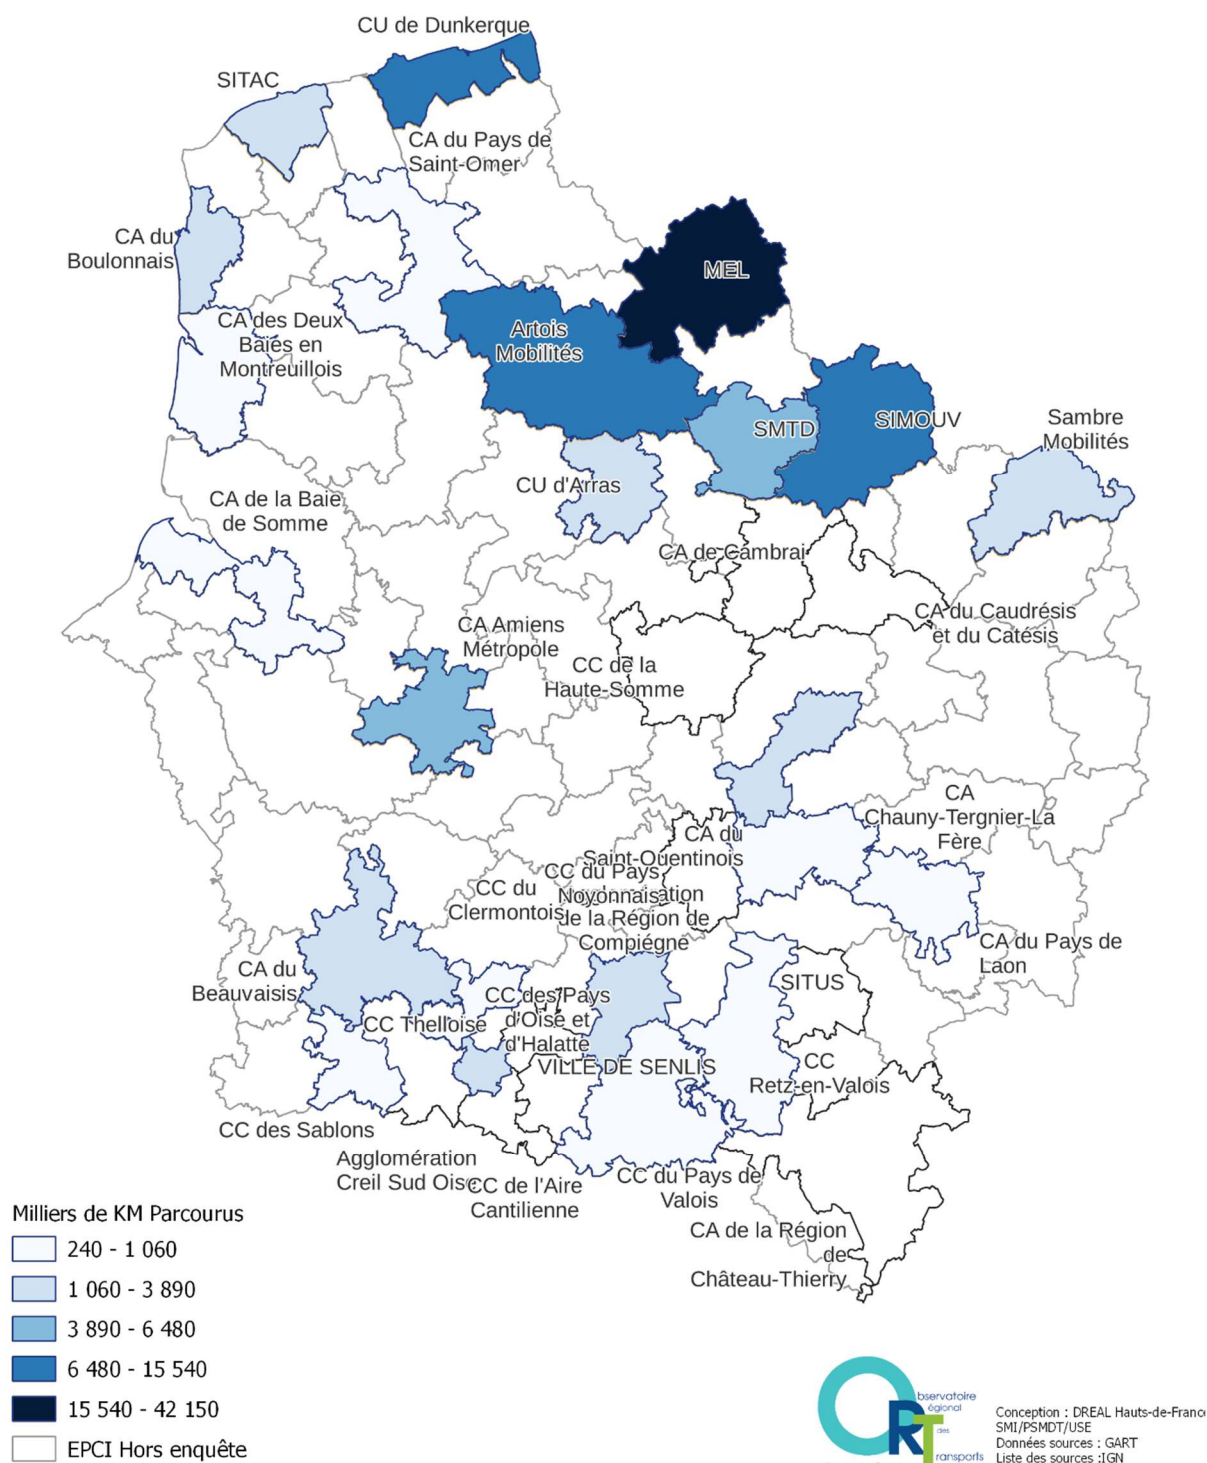 CU de Dunkerque
SITAC
CA du Pays de
Saint-Omer
CA du
Boulonnais
MEL
CA des Deux
Baies en
Montreuillois
Artois
Mobilités
SMTD
SIMOUV
Sambre
Mobilités
CU d'Arras
CA de la Baie
de Somme
CA de Cambrai
CA du Caudrésis
et du Catésis
CA Amiens
Métropole
CC de la
Haute-Somme
CA
Chauny-Tergnier-La
Fère
CA du
Saint-Quentinois
CC du Pays
Noyonnais
CC du
Clermontois
de la Région de
Compiégne
CA du Pays de
Laon
CA du
Beauvaisis
SITUS
CC des Pays
d'Oise et
d'Halatte
CC Thelloise
VILLE DE SENLIS
CC
Retz-en-Valois
CC des Sablons
Agglomération
Creil Sud Oise
CC de l'Aire
Cantilienne
CC du Pays de
Valois
CA de la Région
de
Château-Thierry
Milliers de KM Parcourus
240 - 1 060
1 060 - 3 890
3 890 - 6 480
6 480 - 15 540
15 540 - 42 150
EPCI Hors enquête
ORT
bservatoire
égional
des
ransports
Conception : DREAL Hauts-de-France
SMI/PSMDT/USE
Données sources : GART
Liste des sources :IGN